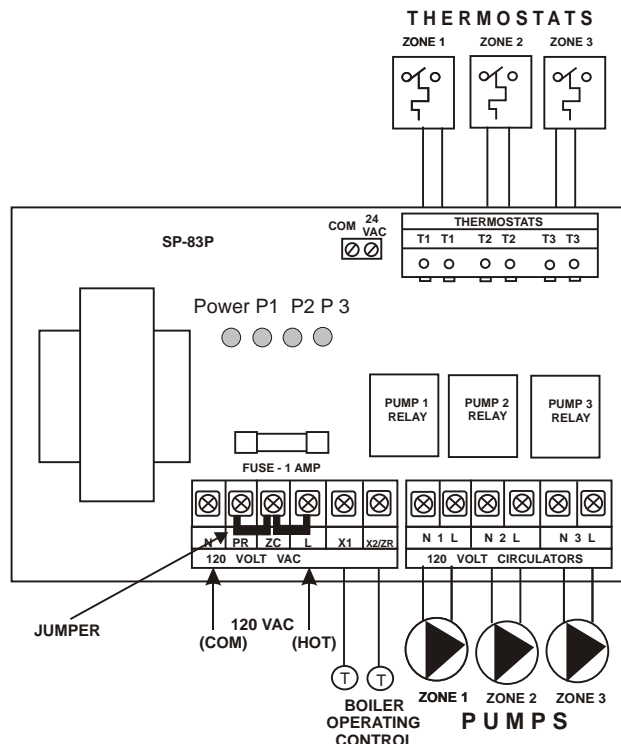 THERMOSTATS
ZONE 1 ZONE 2 ZONE 3
SP-83P
COM 24 VAC
THERMOSTATS
T1 T1 T2 T2 T3 T3
Power P1 P2 P 3
PUMP 1 RELAY
PUMP 2 RELAY
PUMP 3 RELAY
FUSE - 1 AMP
N PR ZC L X1 X2/ZR
120 VOLT VAC
N 1 L N 2 L N 3 L
120 VOLT CIRCULATORS
JUMPER
120 VAC
(COM) (HOT)
T T
BOILER
OPERATING
CONTROL
ZONE 1 ZONE 2 ZONE 3
PUMPS